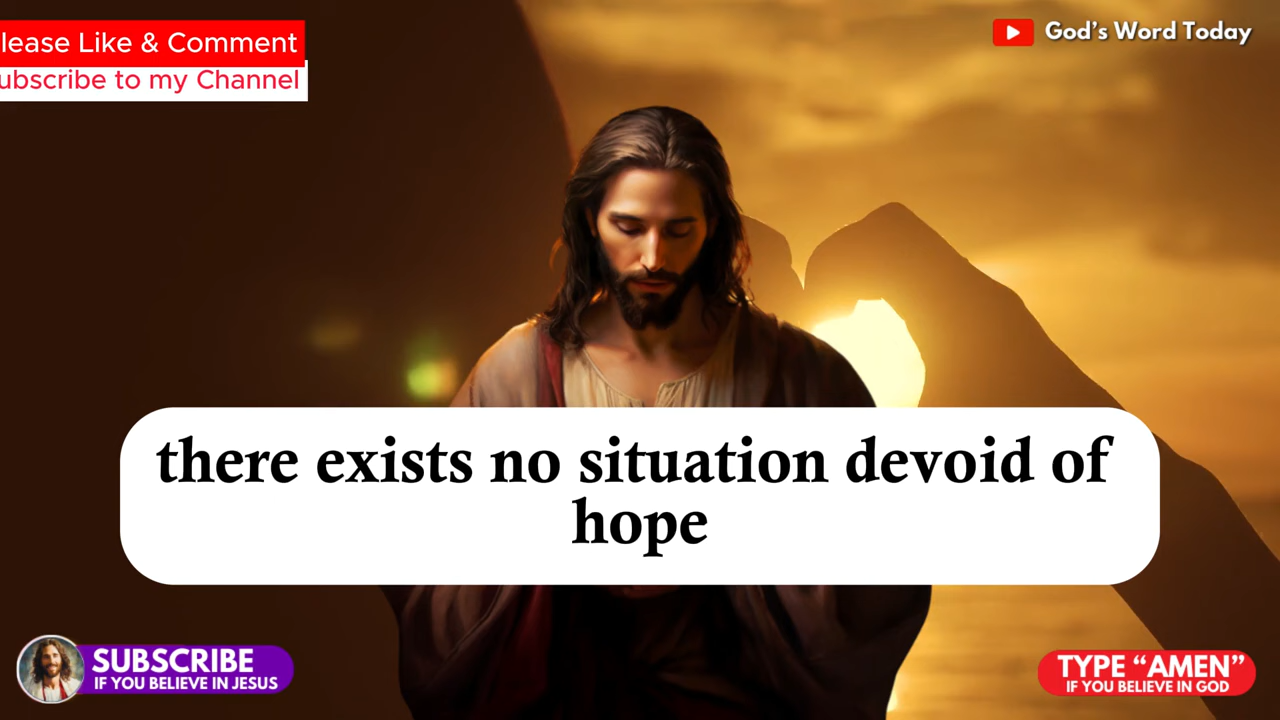 lease Like & Comment
ubscribe to my Channel
God's Word Today
there exists no situation devoid of
hope
SUBSCRIBE
IF YOU BELIEVE IN JESUS
TYPE “AMEN”
IF YOU BELIEVE IN GOD